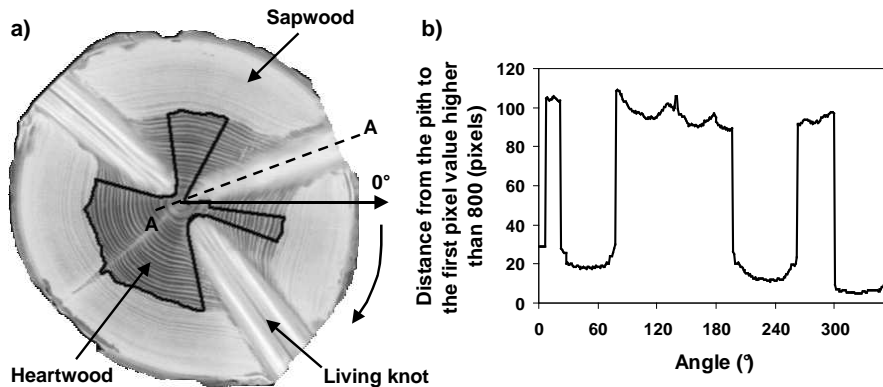 a)
Sapwood
A
0°
A
Heartwood
Living knot
b)
Distance from the pith to
the first pixel value higher
than 800 (pixels)
120
100
80
60
40
20
0
0 60 120 180 240 300
Angle (°)